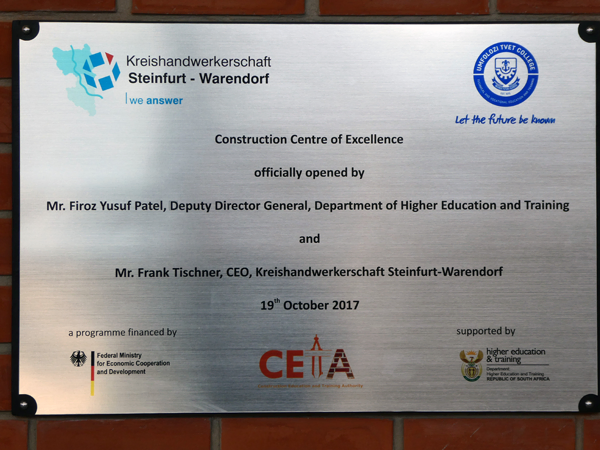 Kreishandwerkerschaft
Steinfurt - Warendorf
we answer
UMFOLOZI TVET COLLEGE
Let the future be known
Construction Centre of Excellence
officially opened by
Mr. Firoz Yusuf Patel, Deputy Director General, Department of Higher Education and Training
and
Mr. Frank Tischner, CEO, Kreishandwerkerschaft Steinfurt-Warendorf
19th October 2017
a programme financed by
supported by
Federal Ministry
for Economic Cooperation
and Development
CETA
higher education
& training
Department:
Higher Education and Training
REPUBLIC OF SOUTH AFRICA